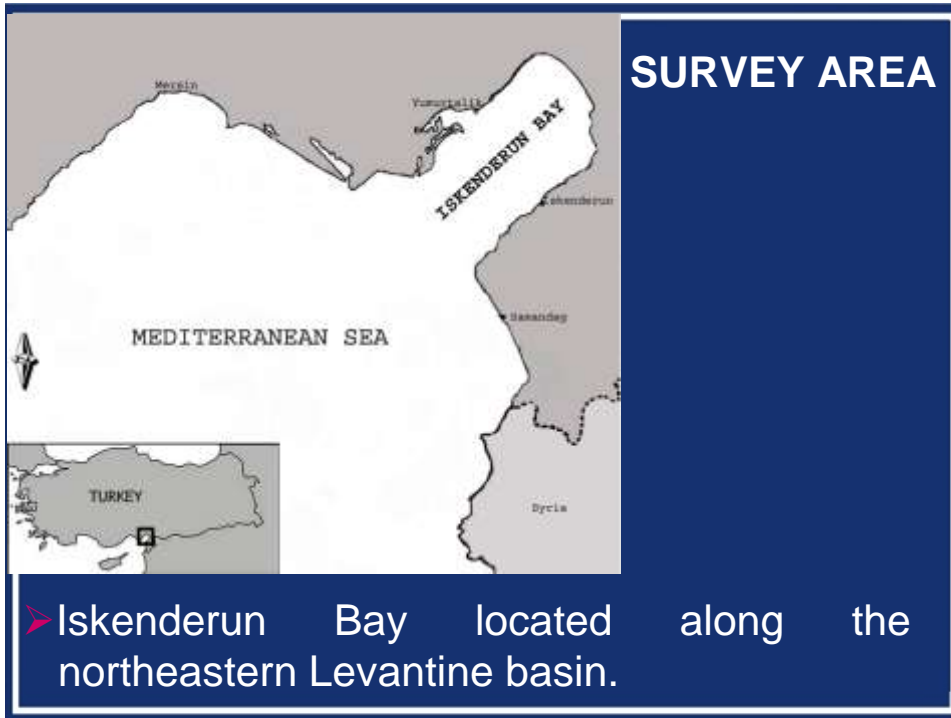 SURVEY AREA
Mersin
Yumurtalik
ISKENDERUN BAY
Iskenderun
Samandag
MEDITERRANEAN SEA
TURKEY
Syria
Iskenderun Bay located along the
northeastern Levantine basin.